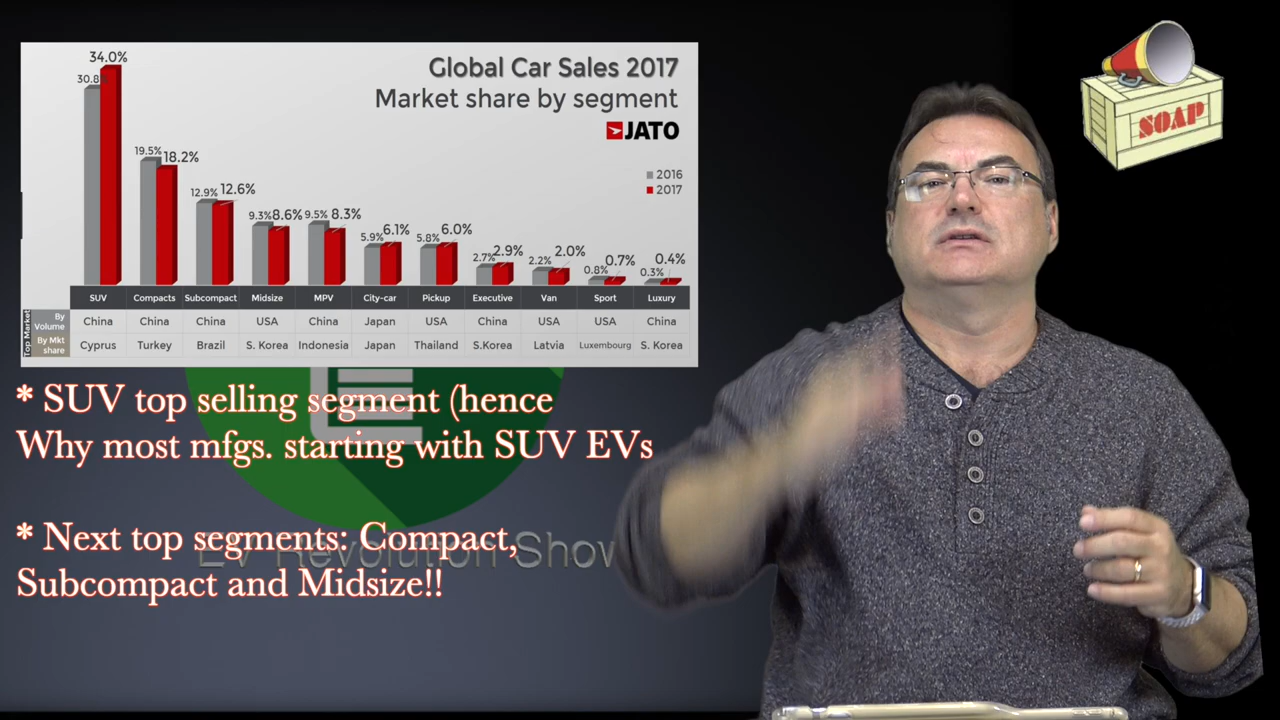 Global Car Sales 2017
Market share by segment
JATO
2016
2017
30.8% 34.0%
19.5% 18.2%
12.9% 12.6%
9.3% 8.6%
9.5% 8.3%
5.9% 6.1%
5.8% 6.0%
2.7% 2.9%
2.2% 2.0%
0.8% 0.7%
0.3% 0.4%
SUV Compacts Subcompact Midsize MPV City-car Pickup Executive Van Sport Luxury
Top Market
By Volume China China China USA China Japan USA China USA USA China
By Mkt share Cyprus Turkey Brazil S. Korea Indonesia Japan Thailand S.Korea Latvia Luxembourg S. Korea
* SUV top selling segment (hence
Why most mfgs. starting with SUV EVs
* Next top segments: Compact,
Subcompact and Midsize!!
EV Revolution Show
SOAP